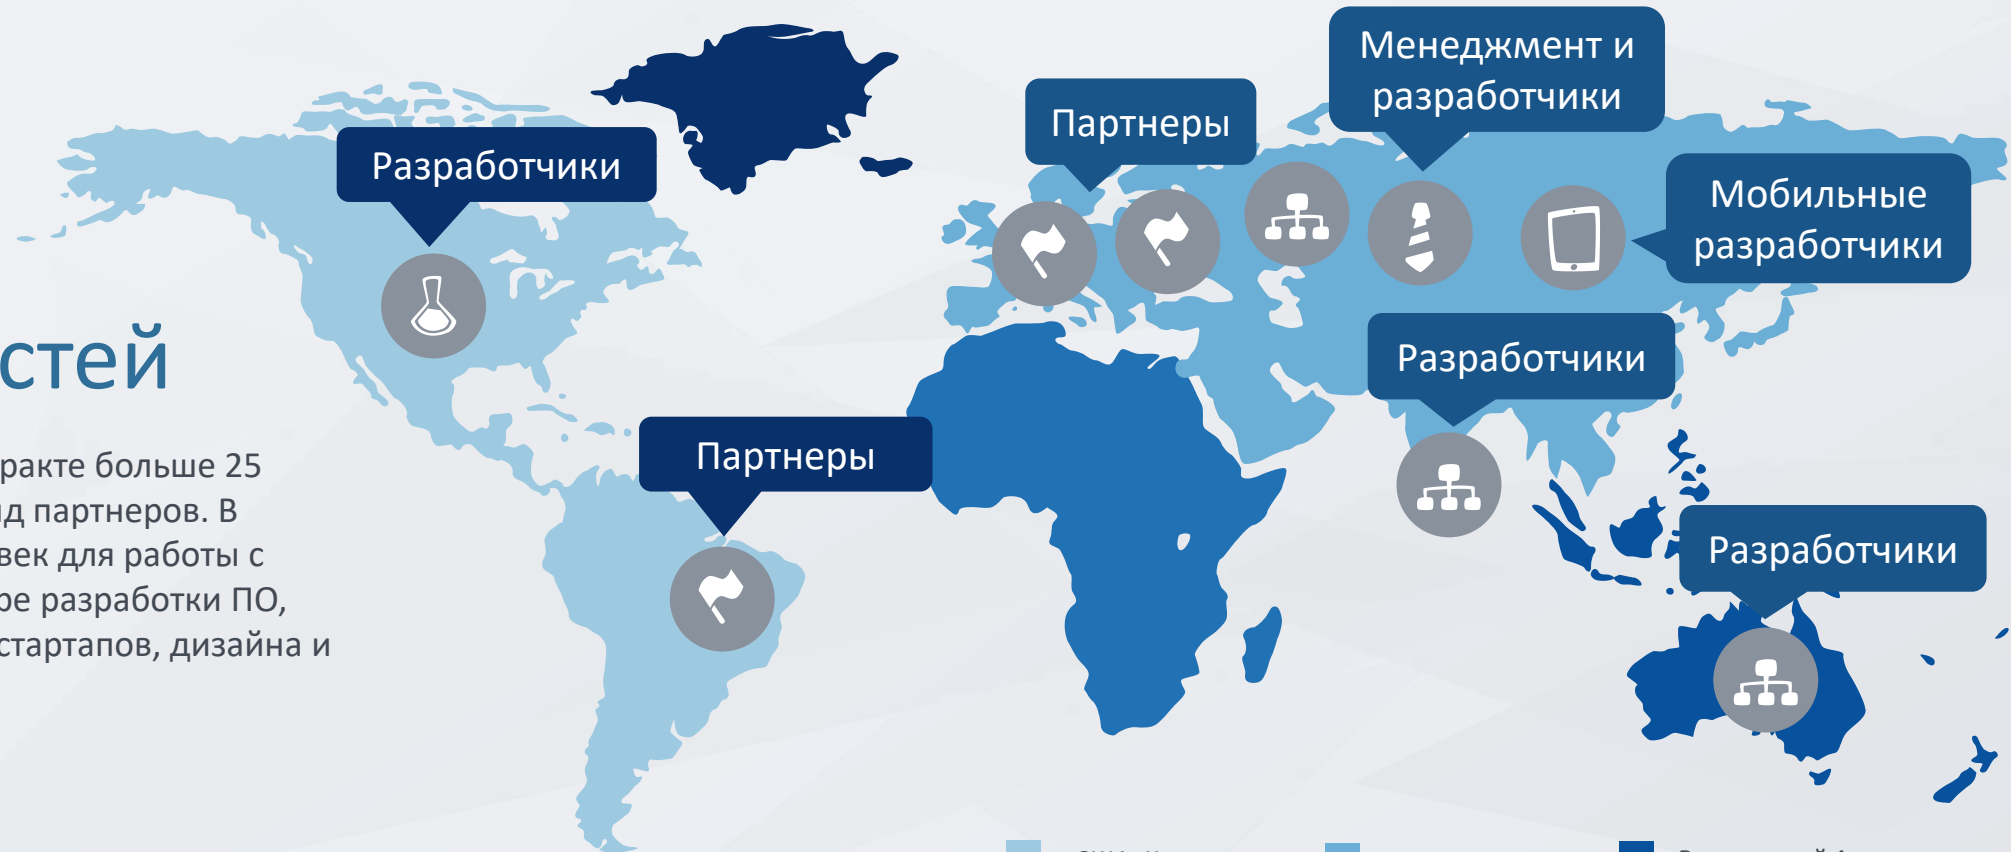 Менеджмент и
разработчики
Партнеры
Разработчики
Мобильные
разработчики
стей
Разработчики
Партнеры
ракте больше 25
д партнеров. В
век для работы с
ре разработки ПО,
стартапов, дизайна и
Разработчики